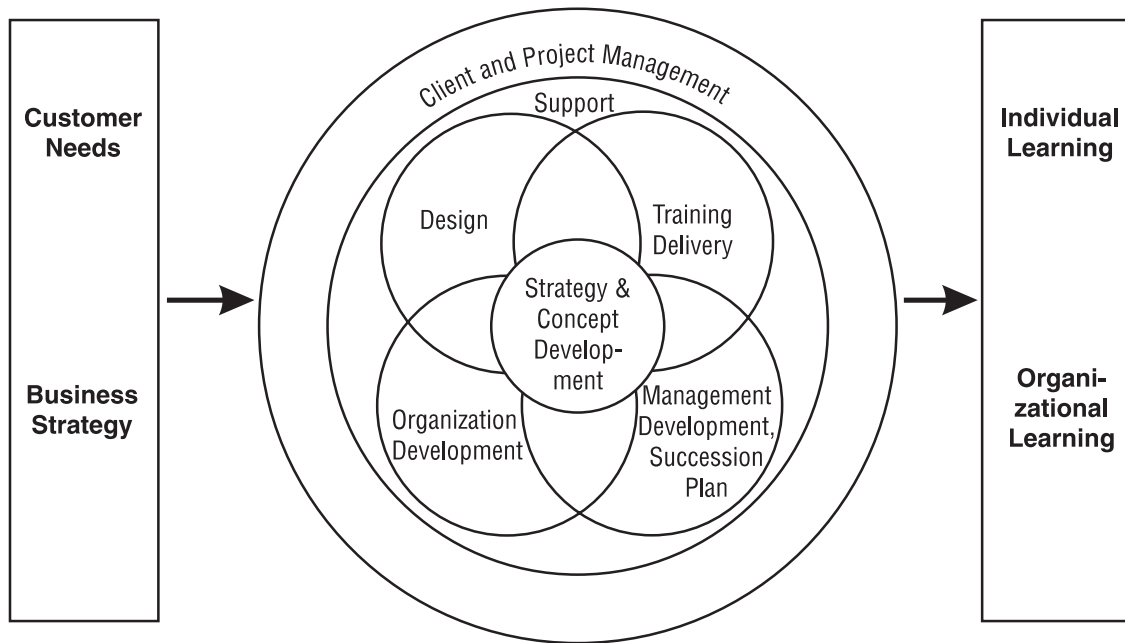 Customer
Needs
Business
Strategy
Client and Project Management
Support
Design
Training
Delivery
Strategy &
Concept
Develop-
ment
Organization
Development
Management
Development,
Succession
Plan
Individual
Learning
Organi-
zational
Learning